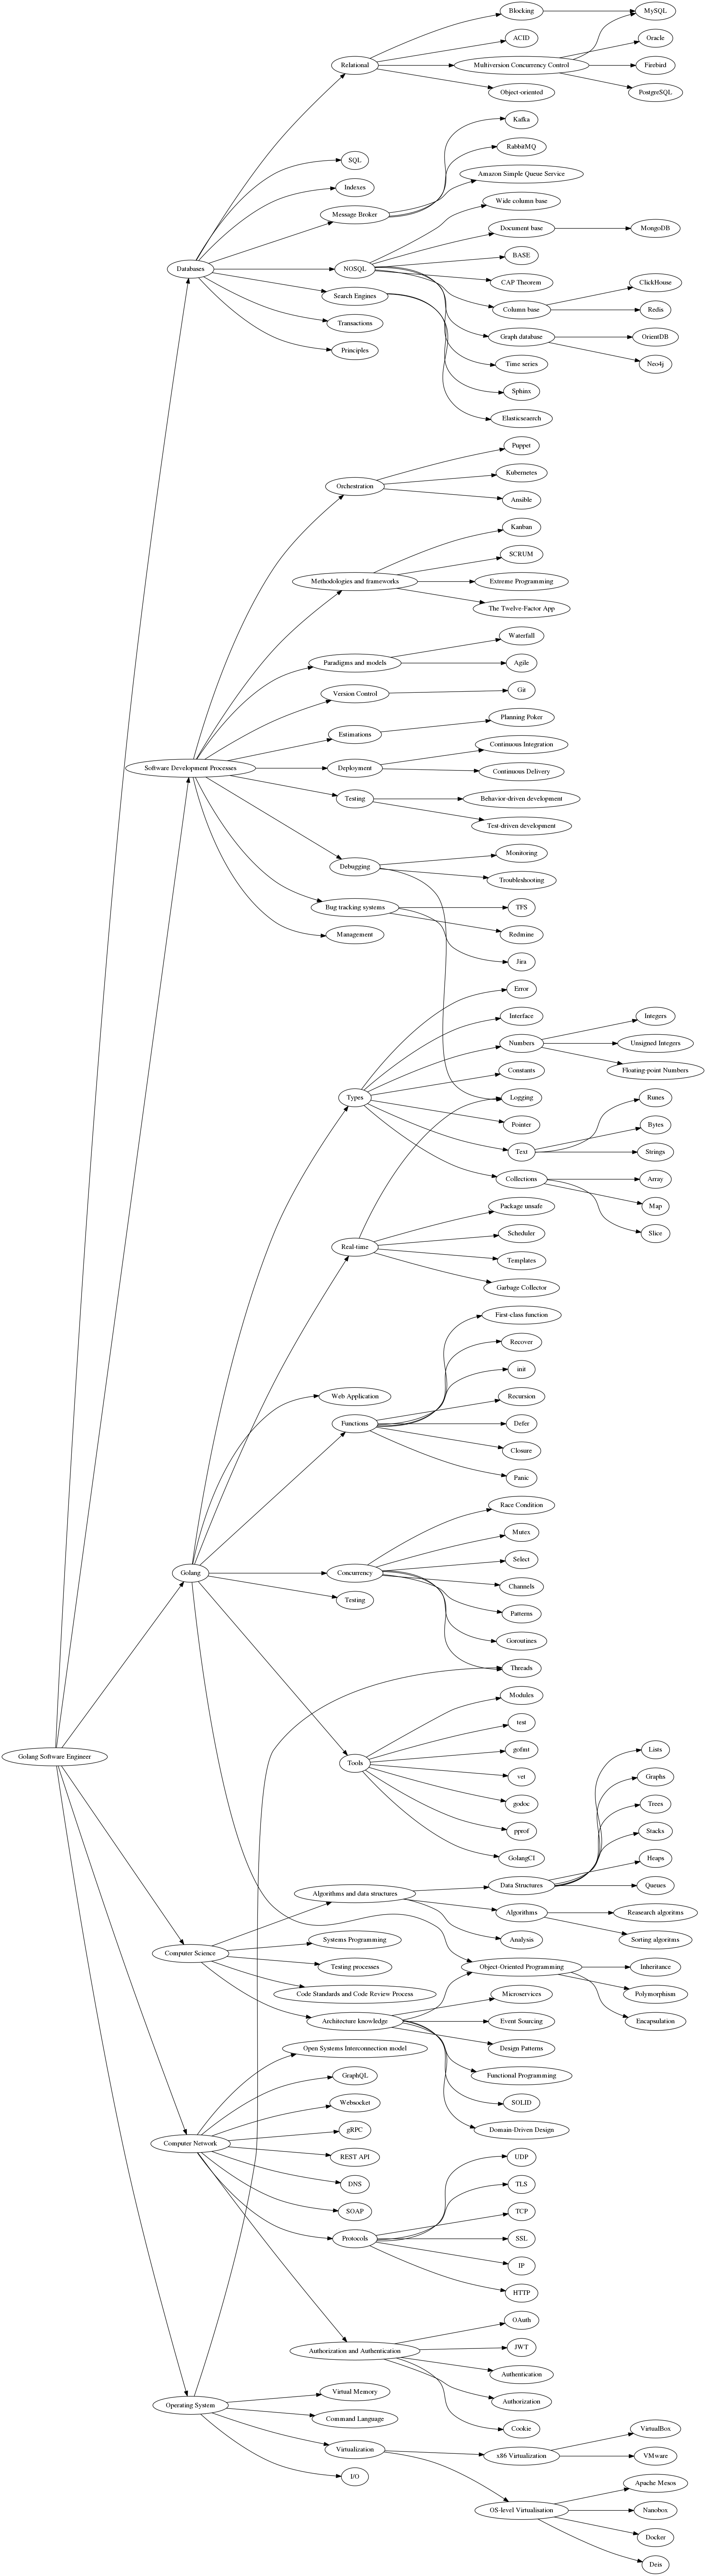 Blocking
MySQL
ACID
Oracle
Relational
Multiversion Concurrency Control
Firebird
Object-oriented
PostgreSQL
Kafka
RabbitMQ
SQL
Amazon Simple Queue Service
Indexes
Wide column base
Message Broker
Document base
MongoDB
BASE
Databases
NOSQL
CAP Theorem
ClickHouse
Search Engines
Column base
Redis
Transactions
Graph database
OrientDB
Principles
Time series
Neo4j
Sphinx
Elasticseaerch
Puppet
Orchestration
Kubernetes
Ansible
Kanban
SCRUM
Methodologies and frameworks
Extreme Programming
The Twelve-Factor App
Waterfall
Paradigms and models
Agile
Version Control
Git
Planning Poker
Estimations
Continuous Integration
Software Development Processes
Deployment
Continuous Delivery
Testing
Behavior-driven development
Test-driven development
Monitoring
Debugging
Troubleshooting
Bug tracking systems
TFS
Management
Redmine
Jira
Error
Interface
Integers
Numbers
Unsigned Integers
Constants
Floating-point Numbers
Types
Logging
Runes
Pointer
Bytes
Text
Strings
Collections
Array
Package unsafe
Map
Scheduler
Slice
Real-time
Templates
Garbage Collector
First-class function
Recover
init
Web Application
Recursion
Functions
Defer
Closure
Panic
Race Condition
Mutex
Select
Golang
Concurrency
Channels
Testing
Patterns
Goroutines
Threads
Modules
test
gofmt
Lists
Golang Software Engineer
Tools
vet
Graphs
godoc
Trees
pprof
Stacks
GolangCI
Heaps
Data Structures
Queues
Algorithms and data structures
Algorithms
Reasearch algoritms
Systems Programming
Analysis
Sorting algoritms
Computer Science
Testing processes
Object-Oriented Programming
Inheritance
Code Standards and Code Review Process
Microservices
Polymorphism
Architecture knowledge
Event Sourcing
Encapsulation
Open Systems Interconnection model
Design Patterns
GraphQL
Functional Programming
Websocket
SOLID
gRPC
Domain-Driven Design
Computer Network
REST API
UDP
DNS
TLS
SOAP
TCP
Protocols
SSL
IP
HTTP
OAuth
Authorization and Authentication
JWT
Authentication
Virtual Memory
Authorization
Operating System
Command Language
Cookie
VirtualBox
Virtualization
x86 Virtualization
VMware
I/O
Apache Mesos
OS-level Virtualisation
Nanobox
Docker
Deis